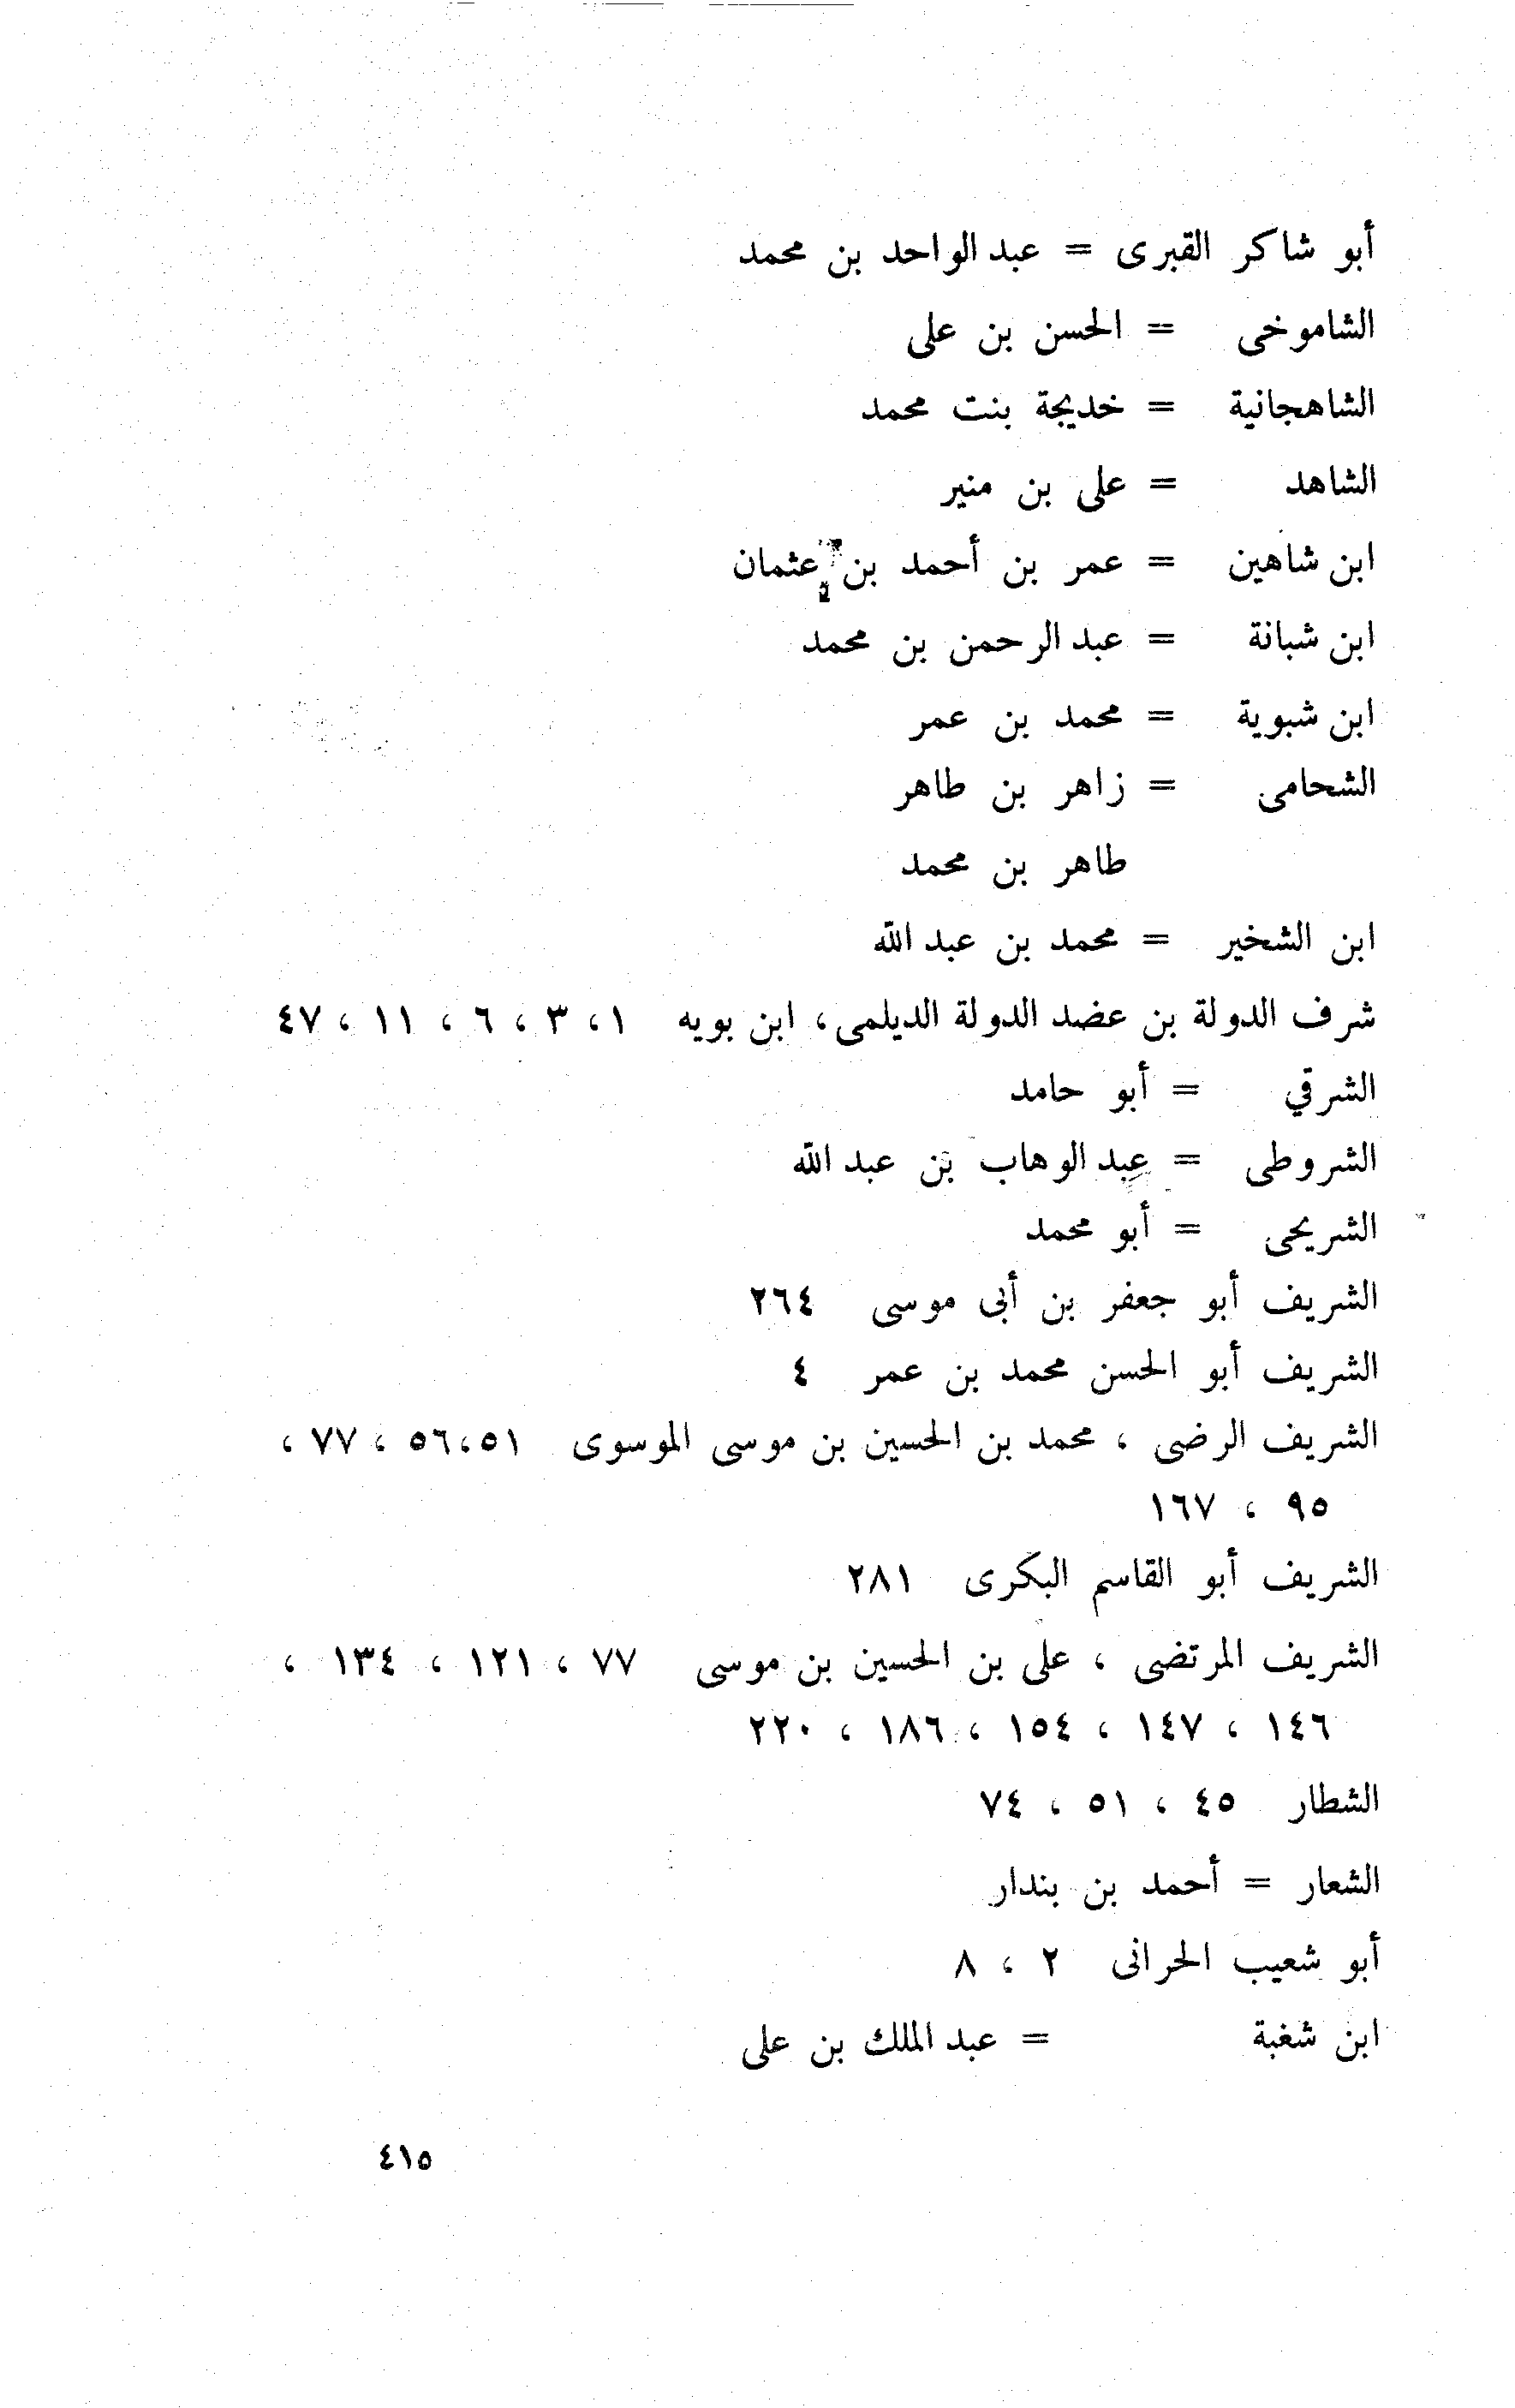 أبو شاكر القبرى = عبد الواحد بن محمد
الشاموخى = الحسن بن على
الشاهجانية = خديجة بنت محمد
الشاهد = على بن منير
ابن شاهين = عمر بن أحمد بن عثمان
ابن شبانة = عبد الرحمن بن محمد
ابن شبوية = محمد بن عمر
الشحامى = زاهر بن طاهر
طاهر بن محمد
ابن الشخير = محمد بن عبد الله
شرف الدولة بن عضد الدولة الديلمى، ابن بويه ١، ٣ ، ٦ ، ١١ ، ٤٧
الشرقي = أبو حامد
الشروطى = عبد الوهاب بن عبد الله
الشريحى = أبو محمد
الشريف أبو جعفر بن أبى موسى ٢٦٤
الشريف أبو الحسن محمد بن عمر ٤
الشريف الرضى ، محمد بن الحسين بن موسى الموسوى ٥١،٥٦ ، ٧٧ ،
٩٥ ، ١٦٧
الشريف أبو القاسم البكرى ٢٨١
الشريف المرتضى ، على بن الحسين بن موسى ٧٧ ، ١٢١ ، ١٣٤ ،
١٤٦ ، ١٤٧ ، ١٥٤ ، ١٨٦ ، ٢٢٠
الشطار ٤٥ ، ٥١ ، ٧٤
الشعار = أحمد بن بندار
أبو شعيب الحرانى ٢ ، ٨
ابن شغبة = عبد الملك بن على
٤١٥